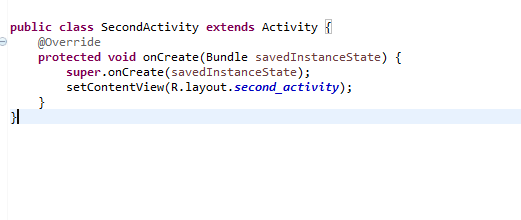 public class SecondActivity extends Activity {
@Override
protected void onCreate(Bundle savedInstanceState) {
super.onCreate(savedInstanceState);
setContentView(R.layout.second_activity);
}
}